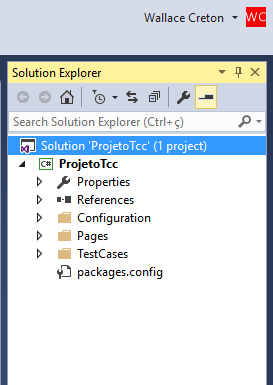 Wallace Creton WC
Solution Explorer
Search Solution Explorer (Ctrl+ç)
Solution 'ProjetoTcc' (1 project)
C# ProjetoTcc
Properties
References
Configuration
Pages
TestCases
packages.config